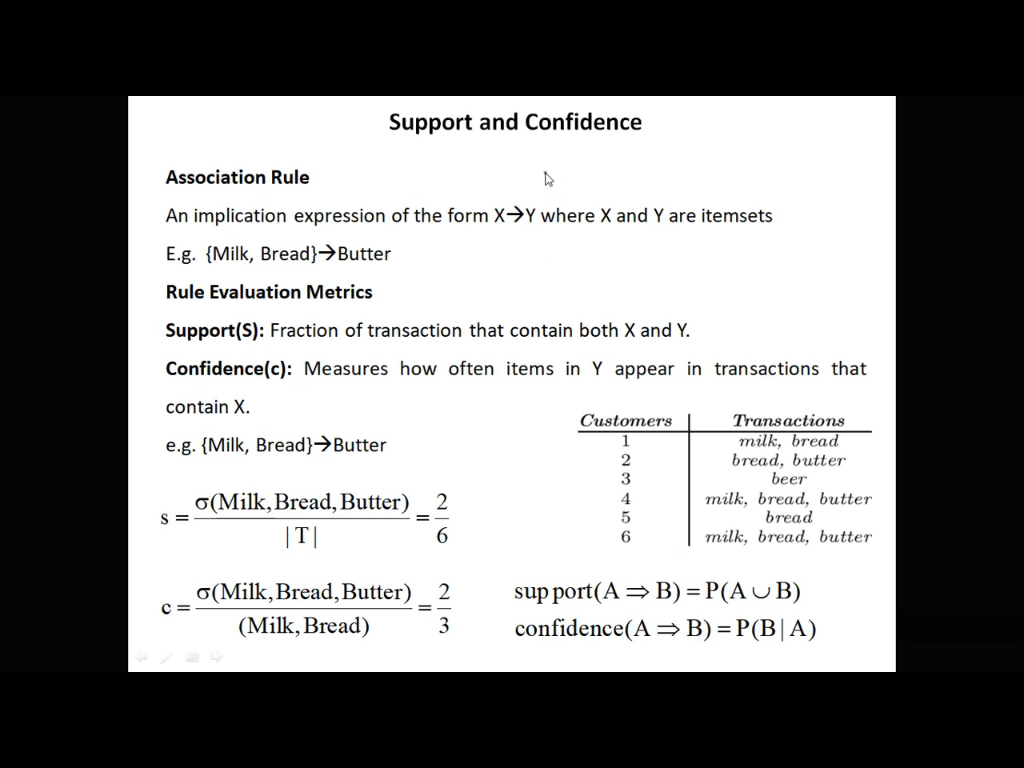 Support and Confidence
Association Rule
An implication expression of the form X→Y where X and Y are itemsets
E.g. {Milk, Bread}→Butter
Rule Evaluation Metrics
Support(S): Fraction of transaction that contain both X and Y.
Confidence(c): Measures how often items in Y appear in transactions that
contain X.
e.g. {Milk, Bread}→Butter
s = σ(Milk, Bread, Butter) / |T| = 2/6
c = σ(Milk, Bread, Butter) / (Milk, Bread) = 2/3
Customers | Transactions
1 | milk, bread
2 | bread, butter
3 | beer
4 | milk, bread, butter
5 | bread
6 | milk, bread, butter
support(A ⇒ B) = P(A ∪ B)
confidence(A ⇒ B) = P(B | A)